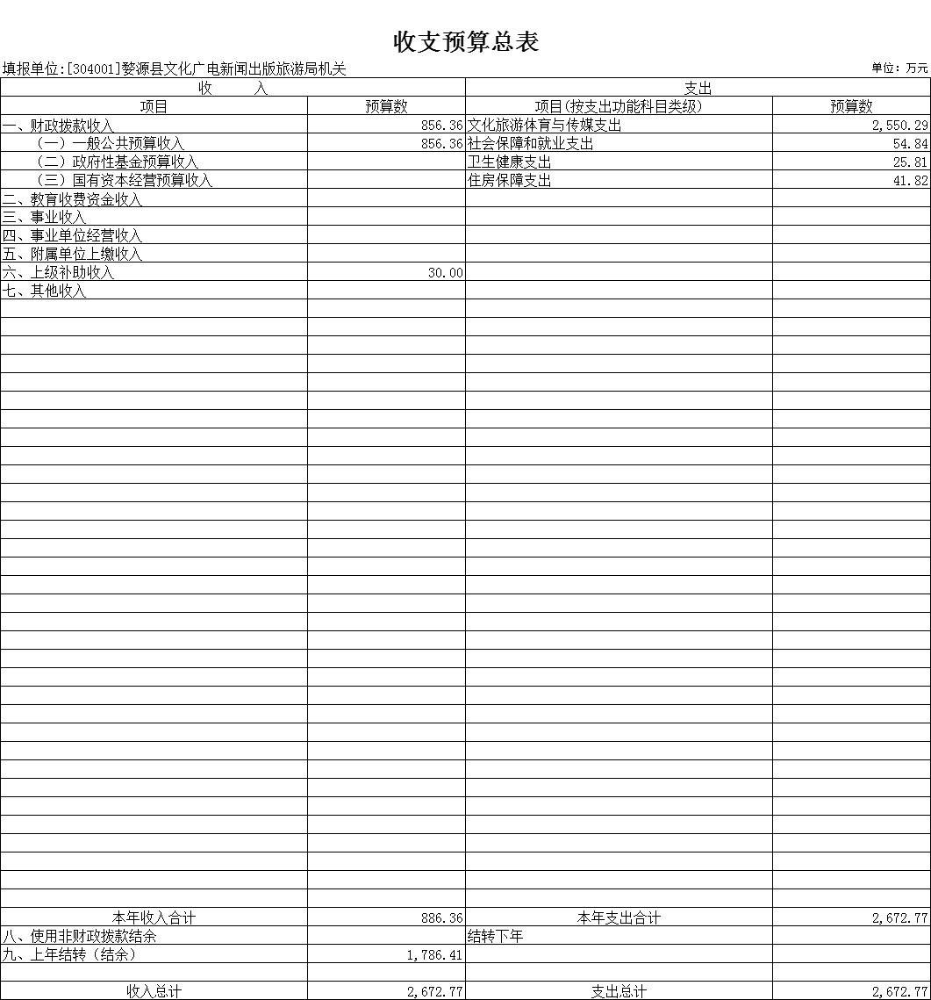 收支预算总表
填报单位:[304001]婺源县文化广电新闻出版旅游局机关 单位：万元
收 入 支出
项目 预算数 项目(按支出功能科目类级) 预算数
一、财政拨款收入 856.36 文化旅游体育与传媒支出 2,550.29
（一）一般公共预算收入 856.36 社会保障和就业支出 54.84
（二）政府性基金预算收入 卫生健康支出 25.81
（三）国有资本经营预算收入 住房保障支出 41.82
二、教育收费资金收入
三、事业收入
四、事业单位经营收入
五、附属单位上缴收入
六、上级补助收入 30.00
七、其他收入
本年收入合计 886.36 本年支出合计 2,672.77
八、使用非财政拨款结余 结转下年
九、上年结转（结余） 1,786.41
收入总计 2,672.77 支出总计 2,672.77